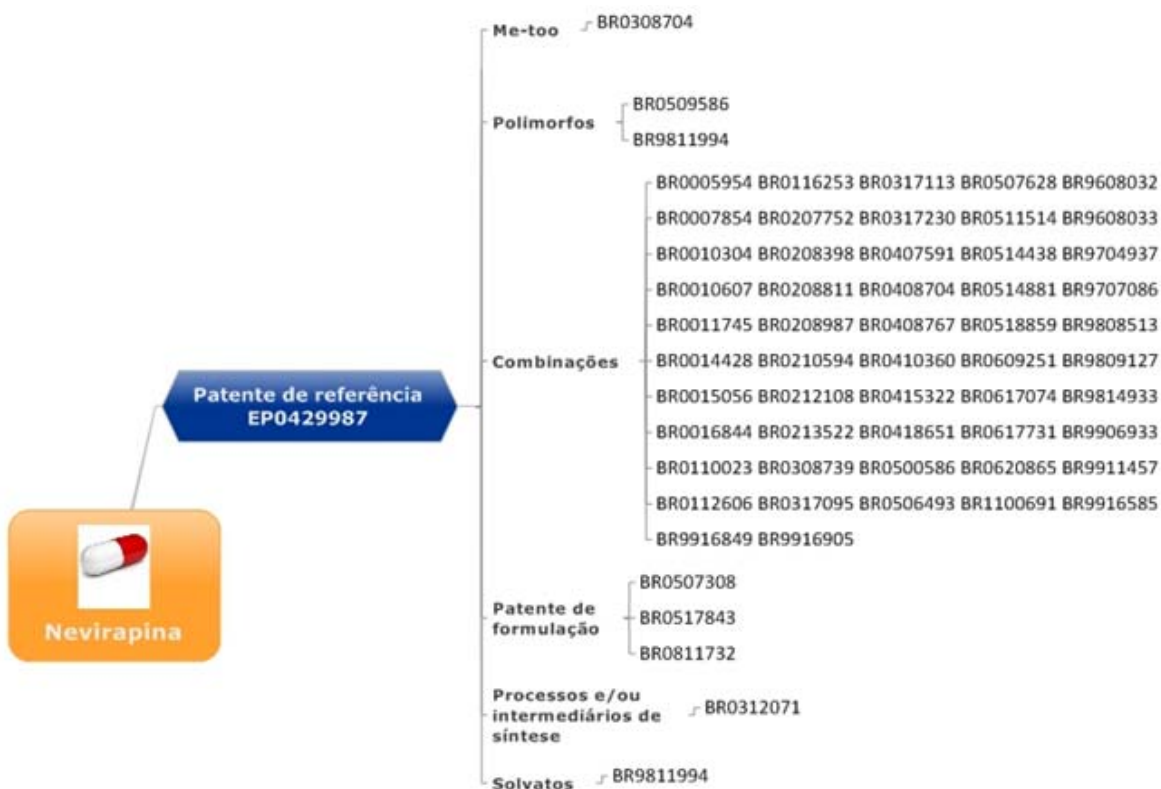 Me-too
BR0308704
Polimorfos
BR0509586
BR9811994
Combinações
BR0005954 BR0116253 BR0317113 BR0507628 BR9608032
BR0007854 BR0207752 BR0317230 BR0511514 BR9608033
BR0010304 BR0208398 BR0407591 BR0514438 BR9704937
BR0010607 BR0208811 BR0408704 BR0514881 BR9707086
BR0011745 BR0208987 BR0408767 BR0518859 BR9808513
BR0014428 BR0210594 BR0410360 BR0609251 BR9809127
BR0015056 BR0212108 BR0415322 BR0617074 BR9814933
BR0016844 BR0213522 BR0418651 BR0617731 BR9906933
BR0110023 BR0308739 BR0500586 BR0620865 BR9911457
BR0112606 BR0317095 BR0506493 BR1100691 BR9916585
BR9916849 BR9916905
Patente de referência
EP0429987
Nevirapina
Patente de
formulação
BR0507308
BR0517843
BR0811732
Processos e/ou
intermediários de
síntese
BR0312071
Solvatos
BR9811994